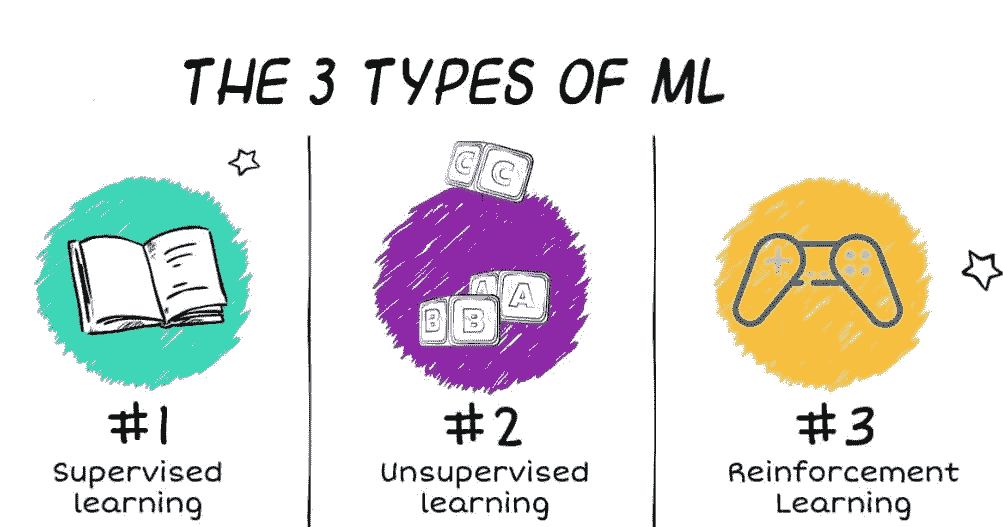 THE 3 TYPES OF ML
C C
A A
B B
#1
Supervised
learning
#2
Unsupervised
learning
#3
Reinforcement
Learning